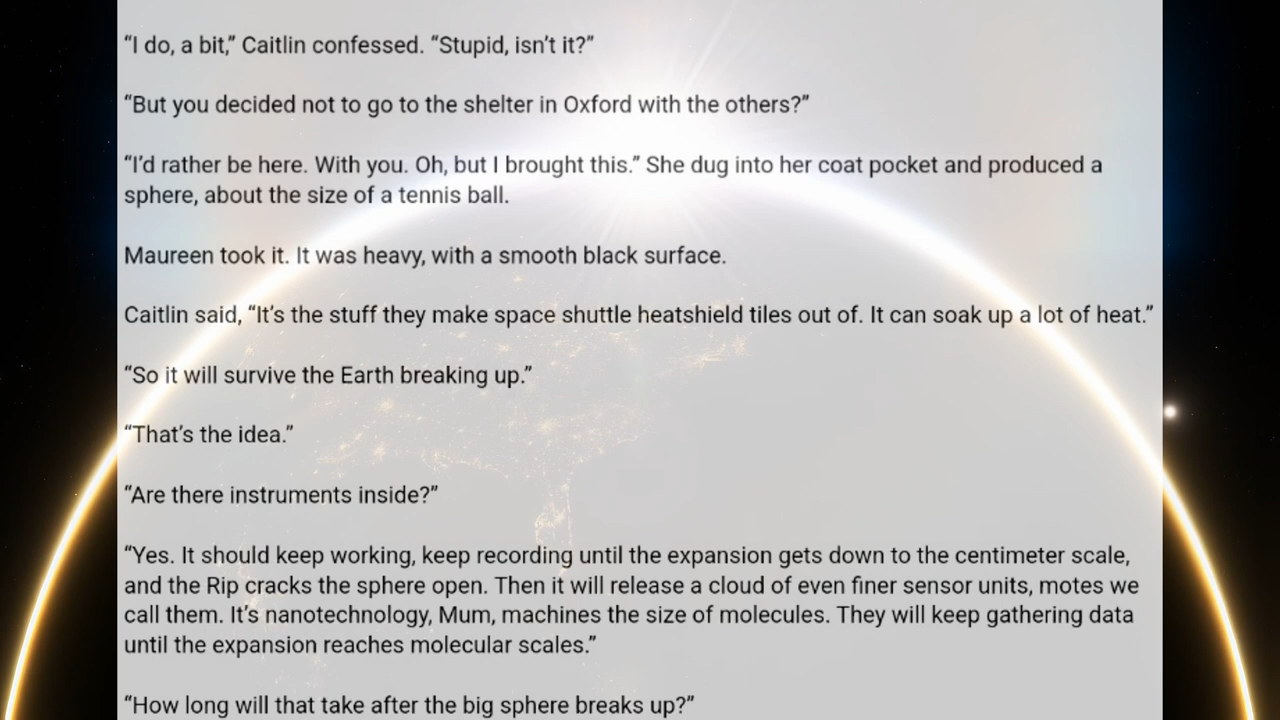 “I do, a bit,” Caitlin confessed. “Stupid, isn’t it?”
“But you decided not to go to the shelter in Oxford with the others?”
“I’d rather be here. With you. Oh, but I brought this.” She dug into her coat pocket and produced a
sphere, about the size of a tennis ball.
Maureen took it. It was heavy, with a smooth black surface.
Caitlin said, “It’s the stuff they make space shuttle heatshield tiles out of. It can soak up a lot of heat.”
“So it will survive the Earth breaking up.”
“That’s the idea.”
“Are there instruments inside?”
“Yes. It should keep working, keep recording until the expansion gets down to the centimeter scale,
and the Rip cracks the sphere open. Then it will release a cloud of even finer sensor units, motes we
call them. It’s nanotechnology, Mum, machines the size of molecules. They will keep gathering data
until the expansion reaches molecular scales.”
“How long will that take after the big sphere breaks up?”